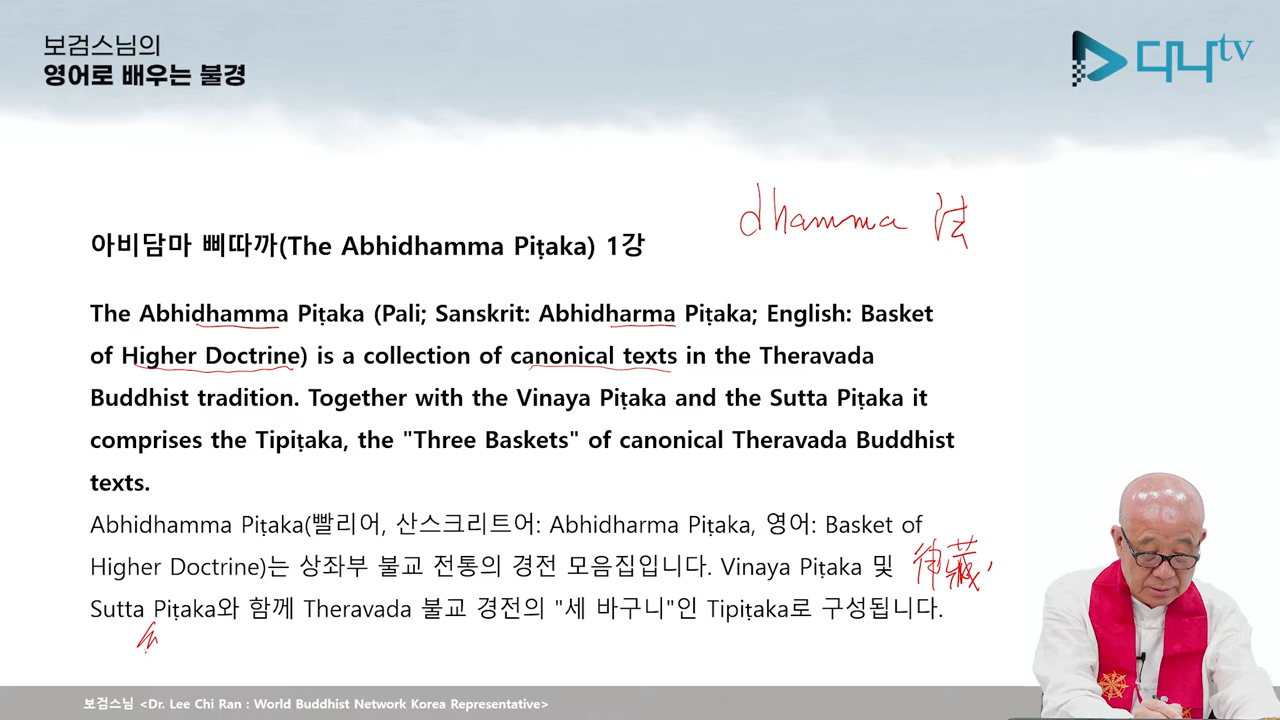 보검스님의
영어로 배우는 불경
디나tv
dhamma 法
아비담마 삐따까(The Abhidhamma Piṭaka) 1강
The Abhidhamma Piṭaka (Pali; Sanskrit: Abhidharma Piṭaka; English: Basket
of Higher Doctrine) is a collection of canonical texts in the Theravada
Buddhist tradition. Together with the Vinaya Piṭaka and the Sutta Piṭaka it
comprises the Tipiṭaka, the "Three Baskets" of canonical Theravada Buddhist
texts.
Abhidhamma Piṭaka(빨리어, 산스크리트어: Abhidharma Piṭaka, 영어: Basket of
Higher Doctrine)는 상좌부 불교 전통의 경전 모음집입니다. Vinaya Piṭaka 및
律藏,
Sutta Piṭaka와 함께 Theravada 불교 경전의 "세 바구니"인 Tipiṭaka로 구성됩니다.
보검스님 <Dr. Lee Chi Ran : World Buddhist Network Korea Representative>